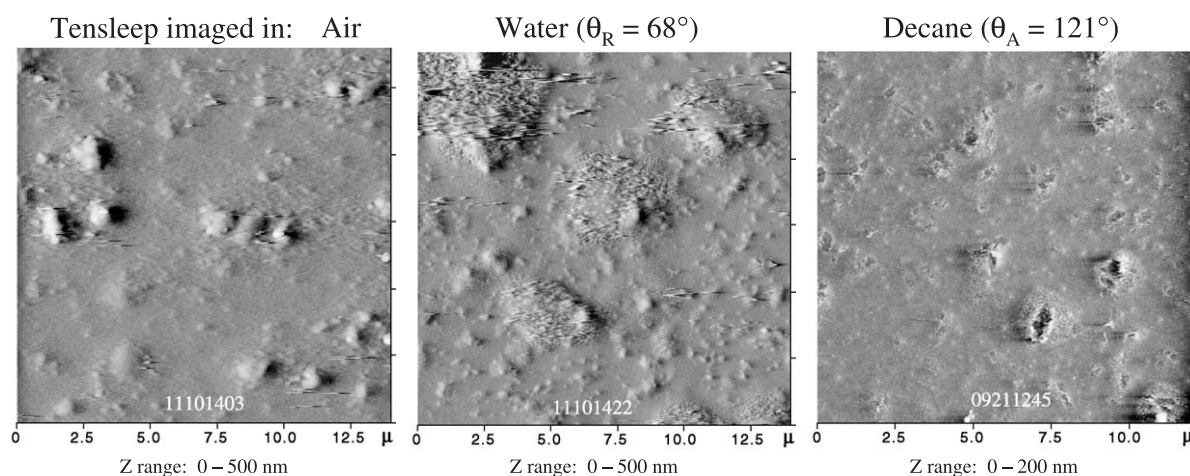 Tensleep imaged in: Air
Water (θR = 68°)
Decane (θA = 121°)
11101403
11101422
09211245
0 2.5 5.0 7.5 10.0 12.5 μ
0 2.5 5.0 7.5 10.0 12.5 μ
0 2.5 5.0 7.5 10.0 μ
Z range: 0 – 500 nm
Z range: 0 – 500 nm
Z range: 0 – 200 nm